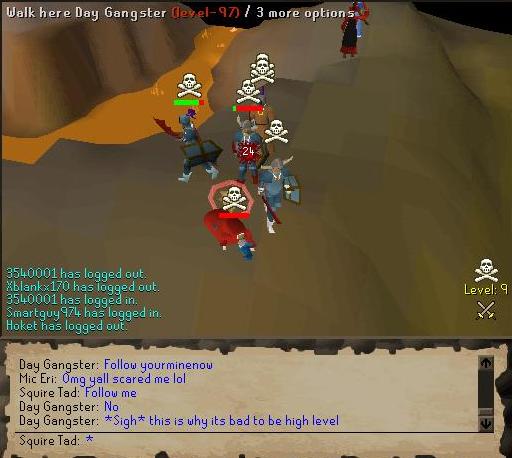 Walk here Day Gangster (level-97) / 3 more options
24
3540001 has logged out.
Xblankx170 has logged out.
3540001 has logged in.
Smartguy974 has logged in.
Hoket has logged out.
Level: 9
Day Gangster: Follow yourminenow
Mic Eri: Omg yall scared me lol
Squire Tad: Follow me
Day Gangster: No
Day Gangster: *Sigh* this is why its bad to be high level
Squire Tad: *